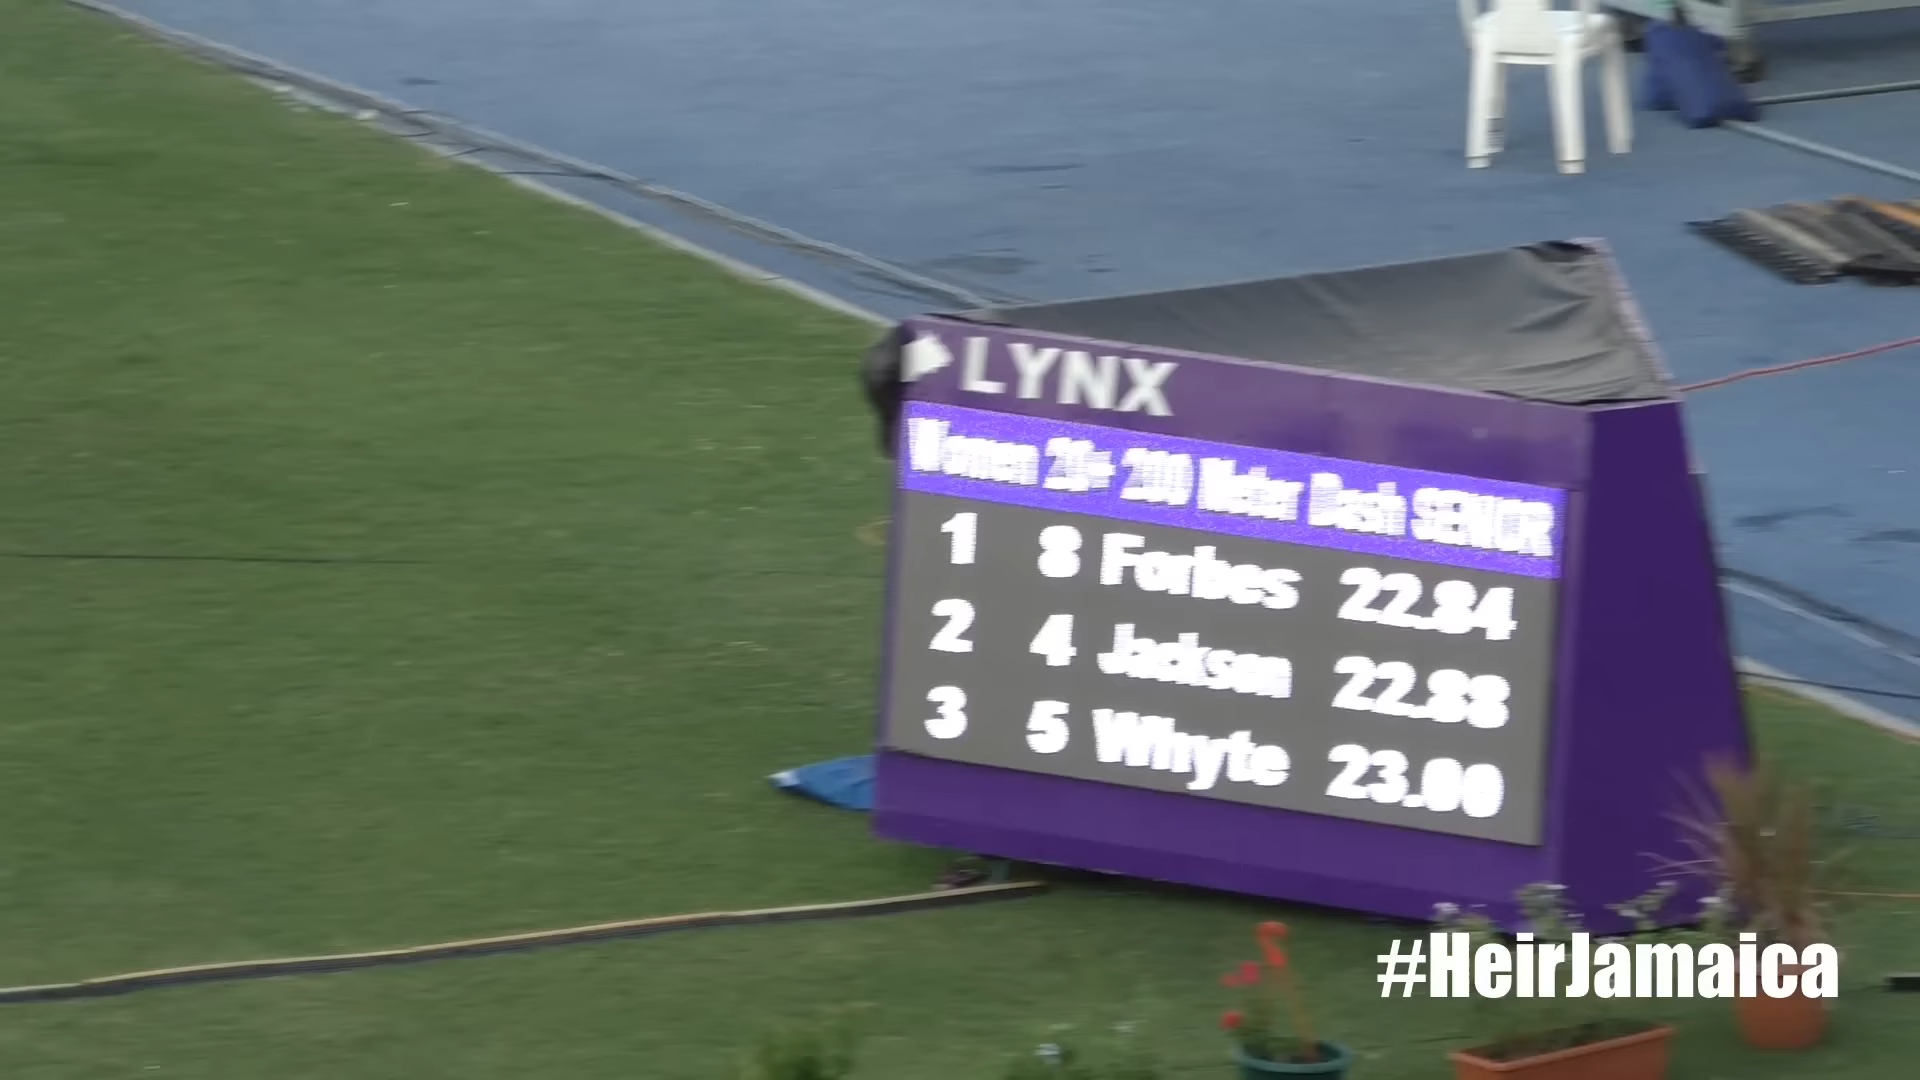 LYNX
Women 20+ 200 Meter Dash SENIOR
1 8 Forbes 22.84
2 4 Jackson 22.88
3 5 Whyte 23.00
#HeirJamaica